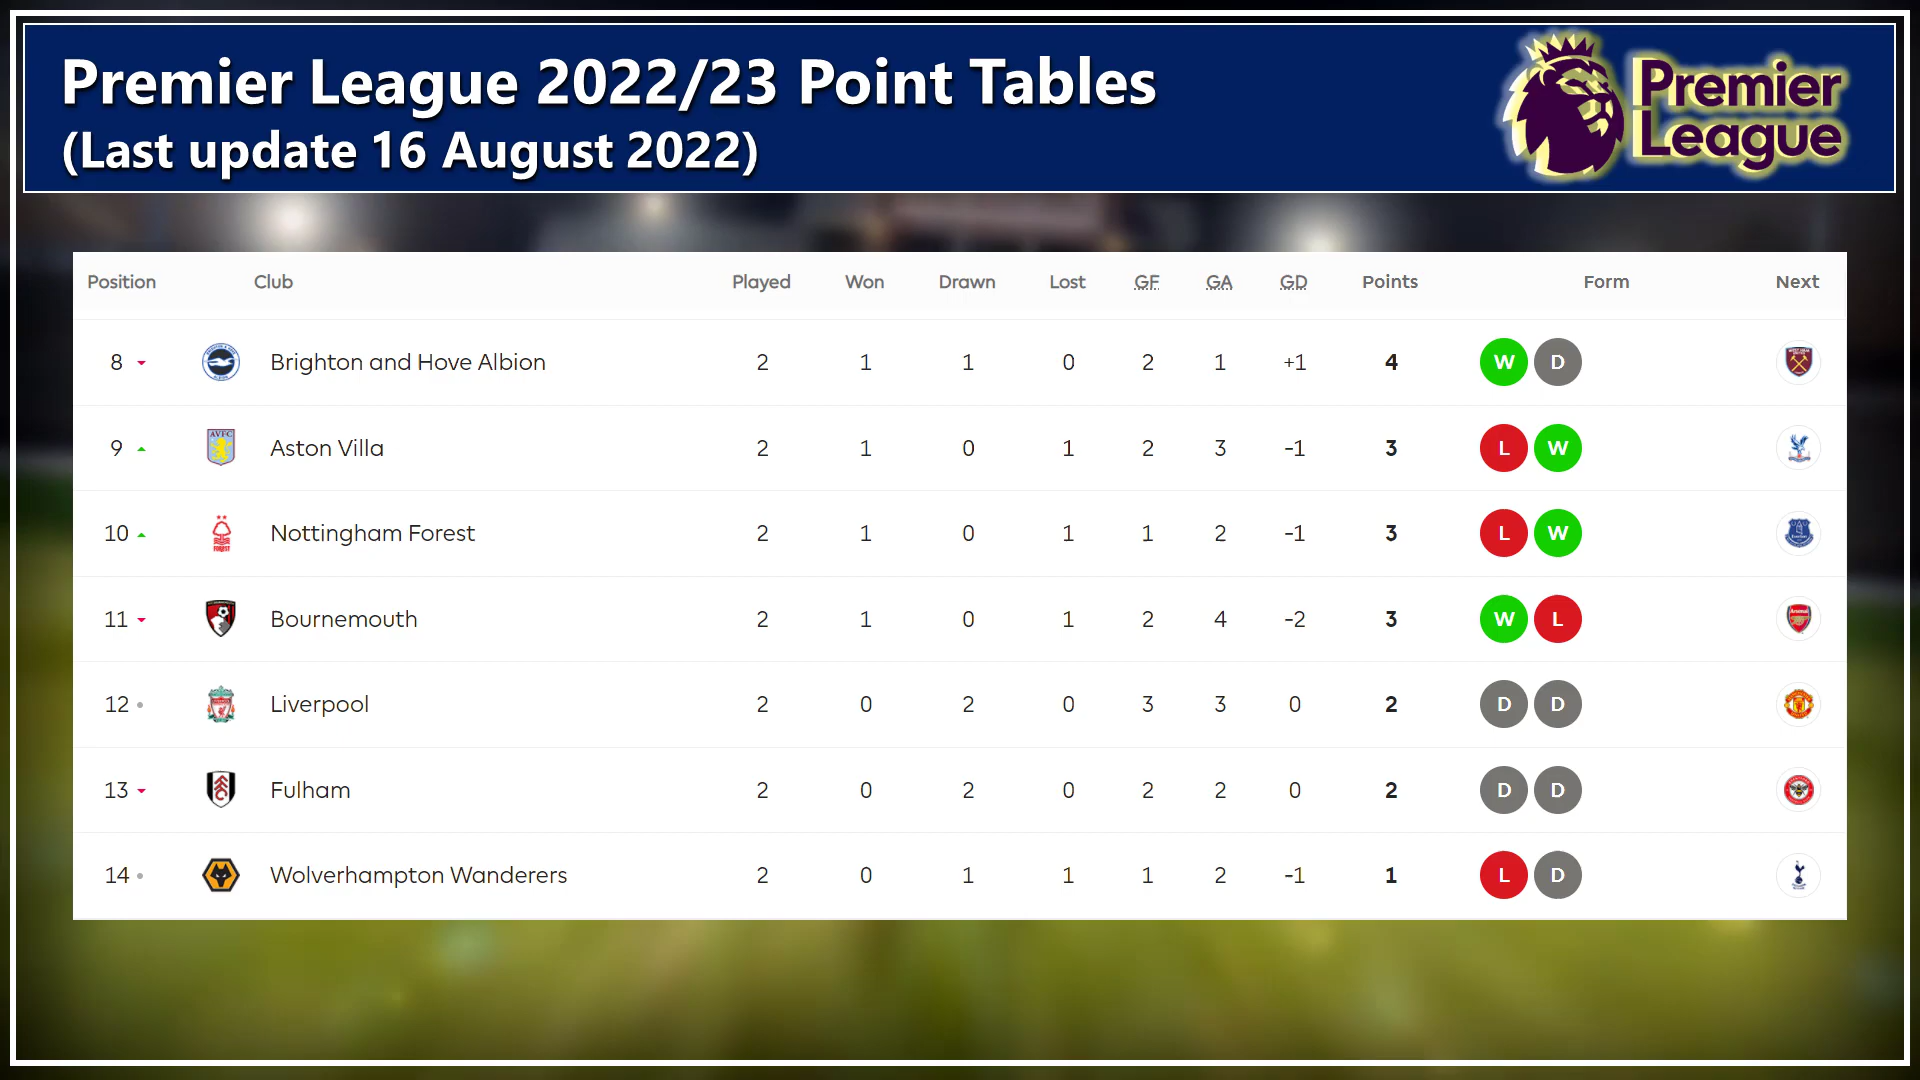 Premier League 2022/23 Point Tables
(Last update 16 August 2022)
Premier
League
Position Club Played Won Drawn Lost GF GA GD Points Form Next
8 Brighton and Hove Albion 2 1 1 0 2 1 +1 4 W D
AVFC
9 Aston Villa 2 1 0 1 2 3 -1 3 L W
10 Nottingham Forest 2 1 0 1 1 2 -1 3 L W
FOREST
11 Bournemouth 2 1 0 1 2 4 -2 3 W L
Arsenal
12 Liverpool 2 0 2 0 3 3 0 2 D D
13 Fulham 2 0 2 0 2 2 0 2 D D
14 Wolverhampton Wanderers 2 0 1 1 1 2 -1 1 L D